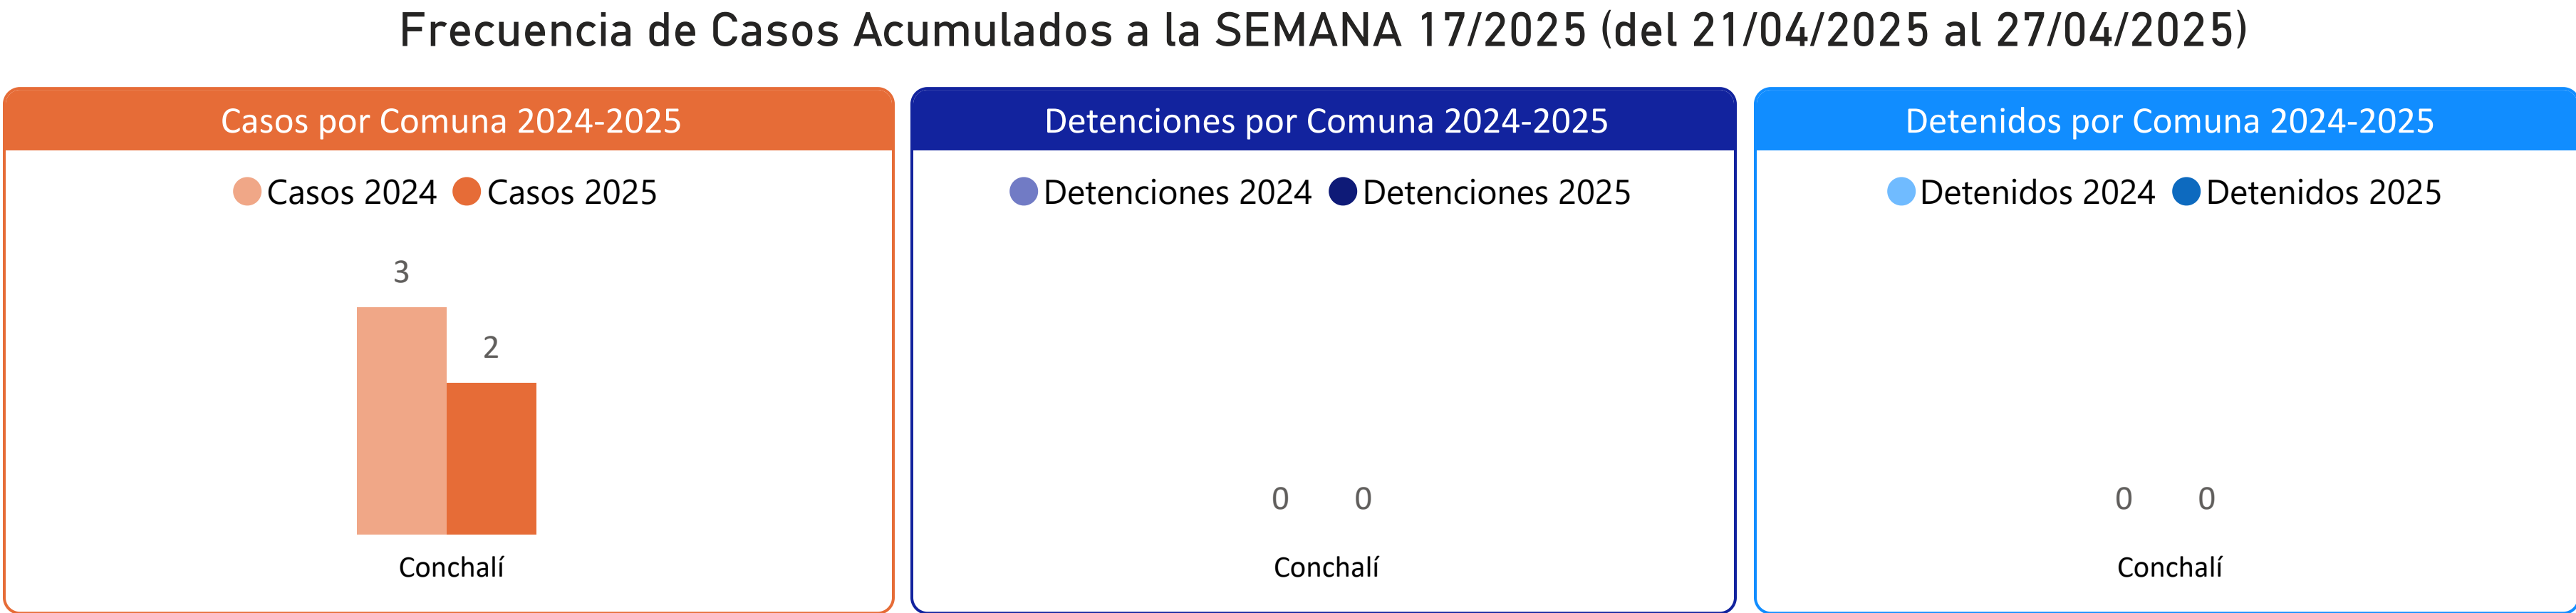 Frecuencia de Casos Acumulados a la SEMANA 17/2025 (del 21/04/2025 al 27/04/2025)
Casos por Comuna 2024-2025
Casos 2024 Casos 2025
3
2
Conchalí
Detenciones por Comuna 2024-2025
Detenciones 2024 Detenciones 2025
0 0
Conchalí
Detenidos por Comuna 2024-2025
Detenidos 2024 Detenidos 2025
0 0
Conchalí